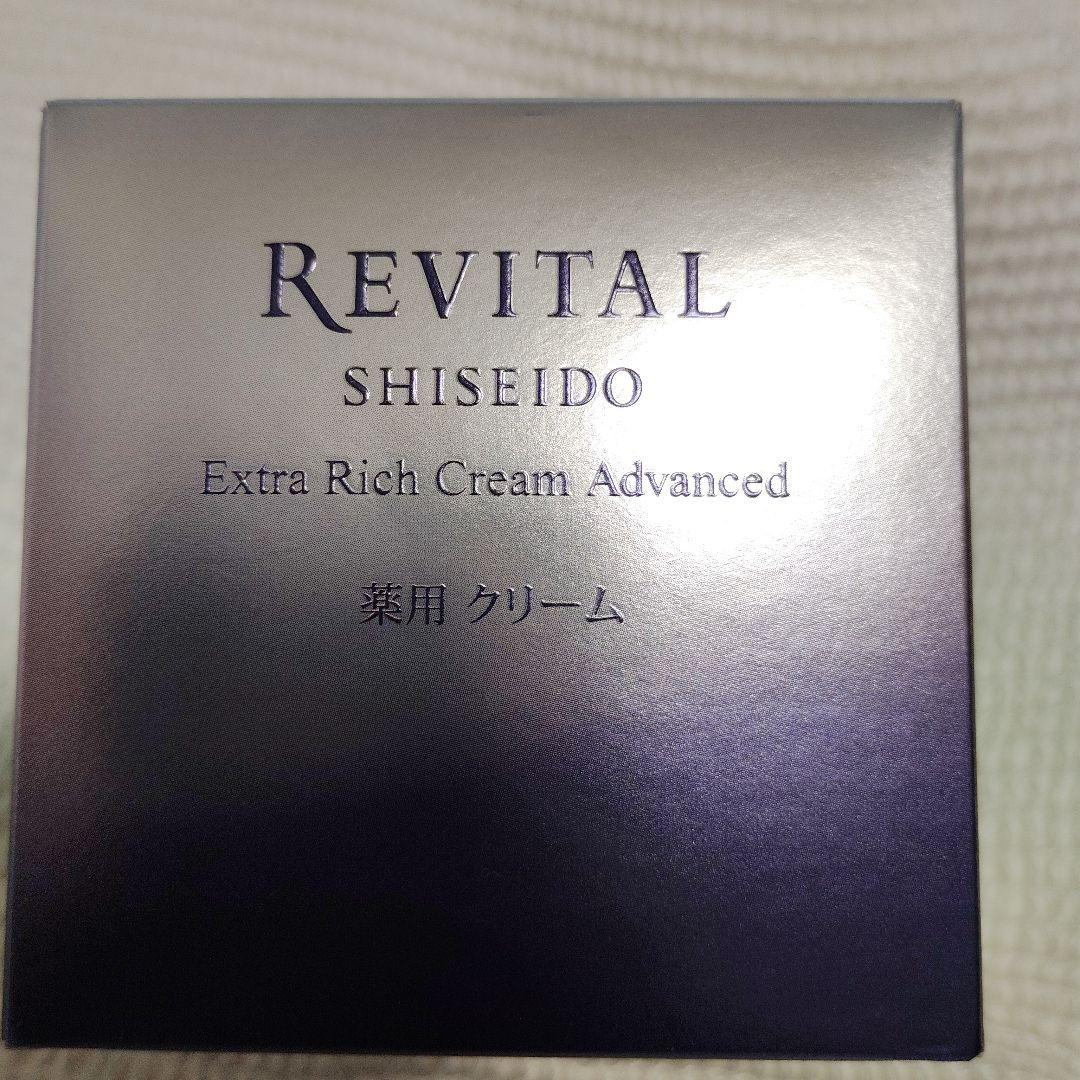 REVITAL
SHISEIDO
Extra Rich Cream Advanced
薬用 クリーム